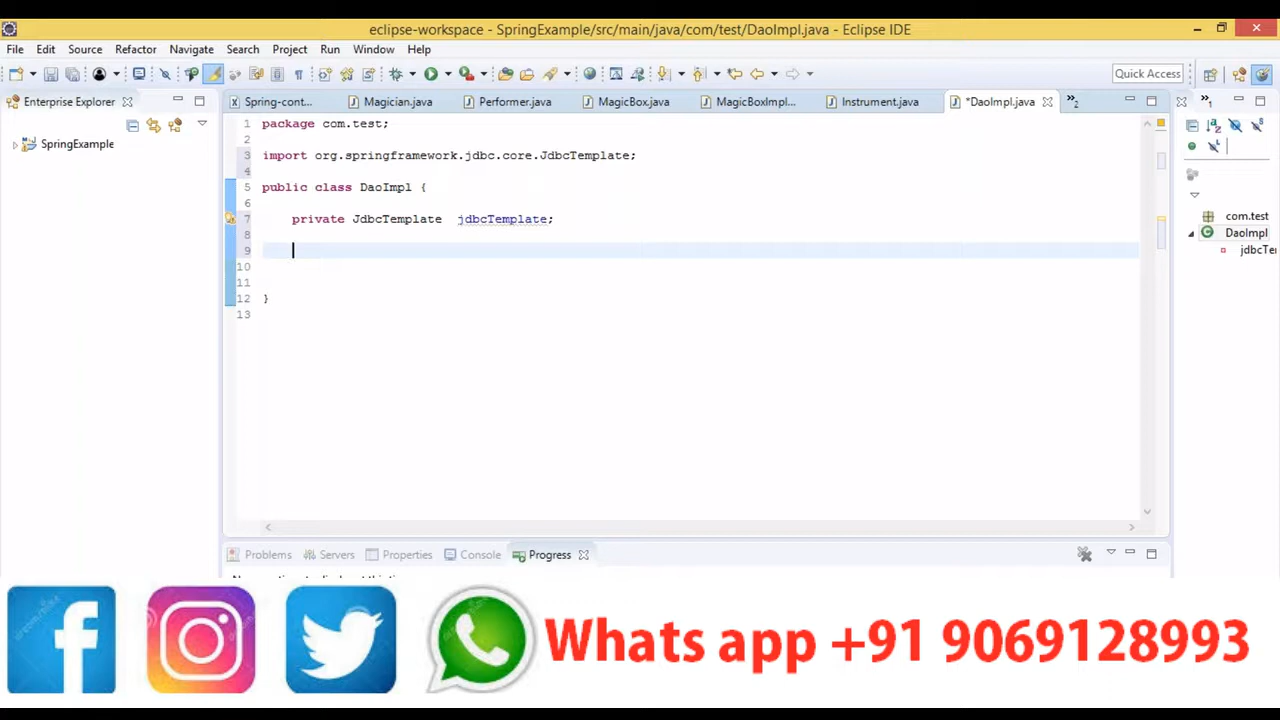 eclipse-workspace - SpringExample/src/main/java/com/test/DaoImpl.java - Eclipse IDE
File Edit Source Refactor Navigate Search Project Run Window Help
Quick Access
Enterprise Explorer
Spring-cont... Magician.java Performer.java MagicBox.java MagicBoxImpl... Instrument.java *DaoImpl.java »2 »1
SpringExample
1 package com.test;
2
3 import org.springframework.jdbc.core.JdbcTemplate;
4
5 public class DaoImpl {
6
7 private JdbcTemplate  jdbcTemplate;
8
9
10
11
12 }
13
com.test
DaoImpl
jdbcTe
Problems Servers Properties Console Progress
Whats app +91 9069128993